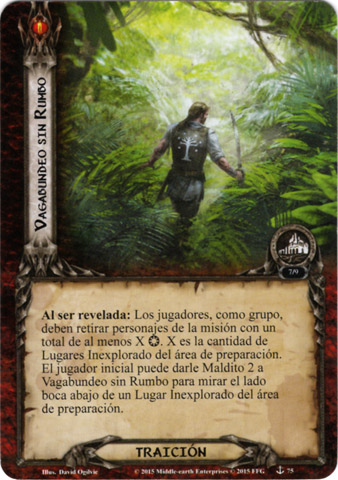 VAGABUNDEO SIN RUMBO
7/9
Al ser revelada: Los jugadores, como grupo,
deben retirar personajes de la misión con un
total de al menos X. X es la cantidad de
Lugares Inexplorado del área de preparación.
El jugador inicial puede darle Maldito 2 a
Vagabundeo sin Rumbo para mirar el lado
boca abajo de un Lugar Inexplorado del área
de preparación.
TRAICIÓN
Illus. David Ogilvie © 2015 Middle-earth Enterprises © 2015 FFG 75